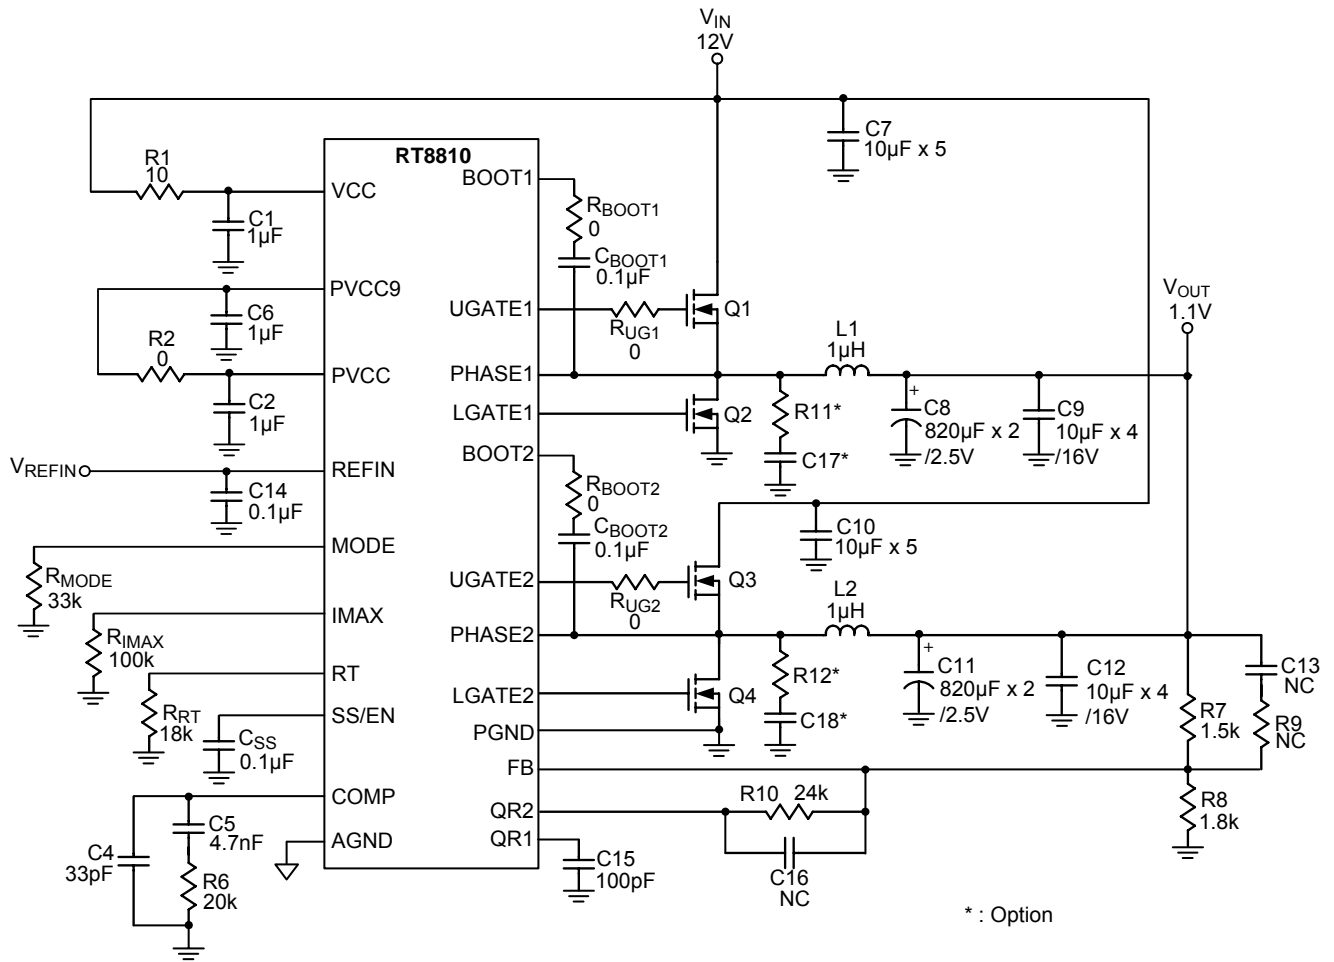 VIN
12V
C7
10µF x 5
RT8810
R1
10
VCC
C1
1µF
BOOT1
RBOOT1
0
CBOOT1
0.1µF
PVCC9
C6
1µF
UGATE1
RUG1
0
Q1
VOUT
1.1V
R2
0
PVCC
C2
1µF
PHASE1
L1
1µH
LGATE1
Q2
R11*
C17*
+
C8
820µF x 2
/2.5V
C9
10µF x 4
/16V
BOOT2
RBOOT2
0
CBOOT2
0.1µF
VREFIN
REFIN
C14
0.1µF
C10
10µF x 5
MODE
RMODE
33k
UGATE2
RUG2
0
Q3
IMAX
RIMAX
100k
PHASE2
L2
1µH
RT
RRT
18k
LGATE2
Q4
R12*
C18*
+
C11
820µF x 2
/2.5V
C12
10µF x 4
/16V
C13
NC
R7
1.5k
R9
NC
SS/EN
CSS
0.1µF
PGND
FB
COMP
C5
4.7nF
C4
33pF
R6
20k
AGND
QR2
R10 24k
C16
NC
R8
1.8k
QR1
C15
100pF
* : Option